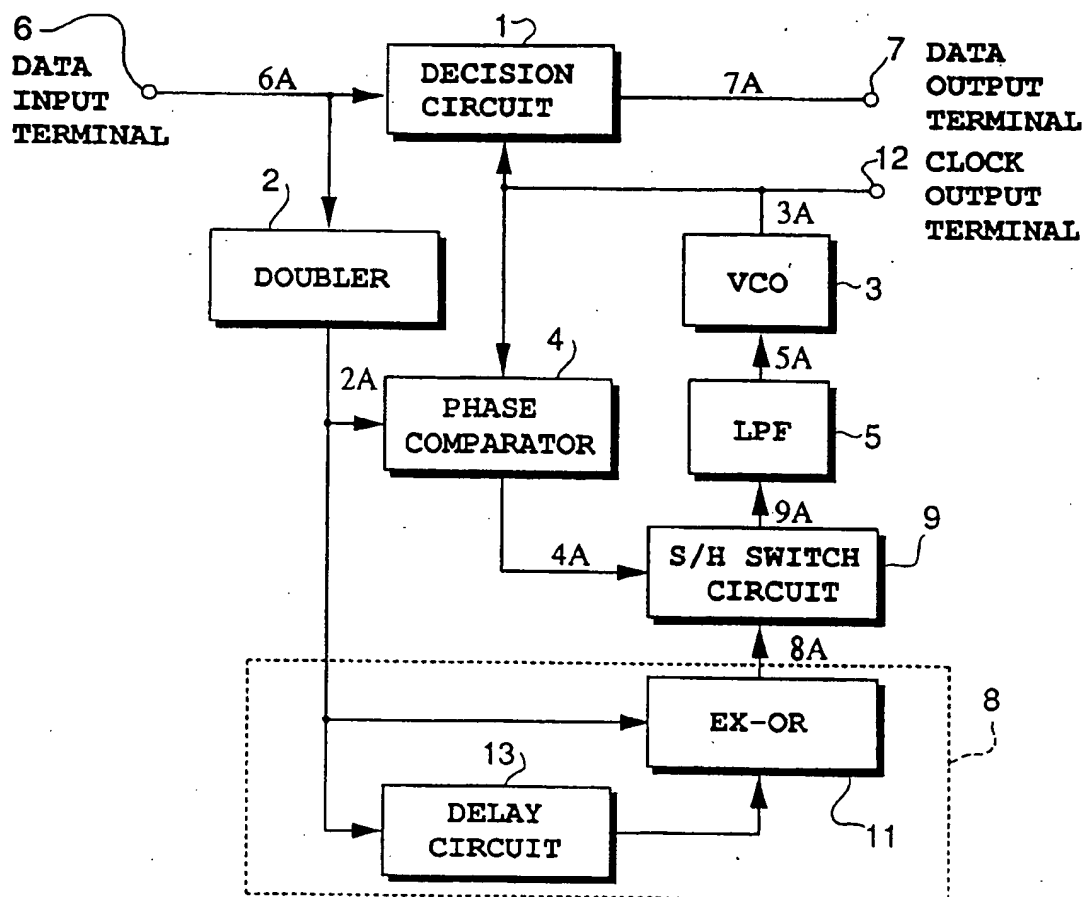 6
DATA
INPUT
TERMINAL
6A
1
DECISION
CIRCUIT
7A
7
DATA
OUTPUT
TERMINAL
12
CLOCK
OUTPUT
TERMINAL
2
DOUBLER
3A
VCO
3
2A
4
PHASE
COMPARATOR
5A
LPF
5
4A
9A
S/H SWITCH
CIRCUIT
9
8A
EX-OR
11
8
13
DELAY
CIRCUIT